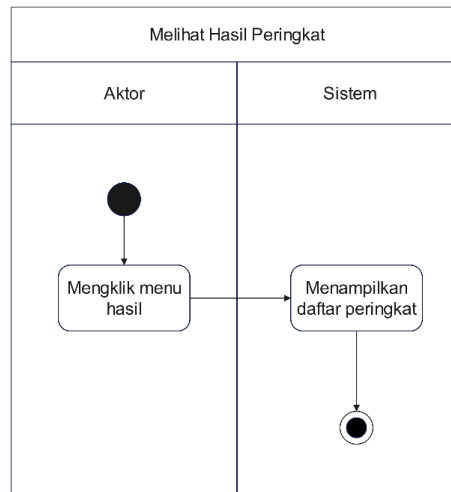 Melihat Hasil Peringkat
Aktor
Sistem
Mengklik menu
hasil
Menampilkan
daftar peringkat